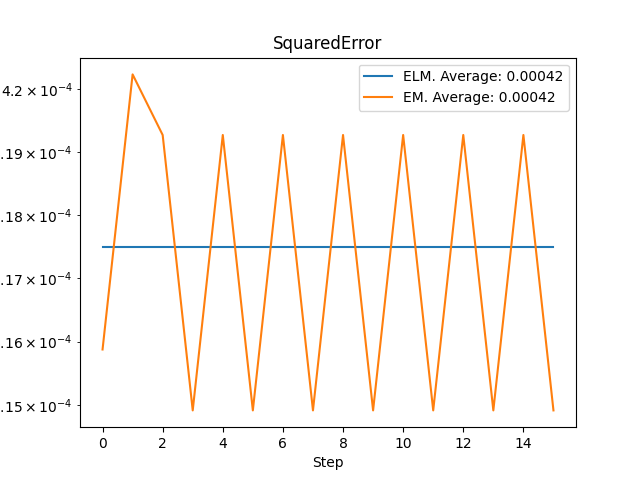 SquaredError
ELM. Average: 0.00042
EM. Average: 0.00042
4.2 × 10⁻⁴
.19 × 10⁻⁴
.18 × 10⁻⁴
.17 × 10⁻⁴
.16 × 10⁻⁴
.15 × 10⁻⁴
0 2 4 6 8 10 12 14
Step